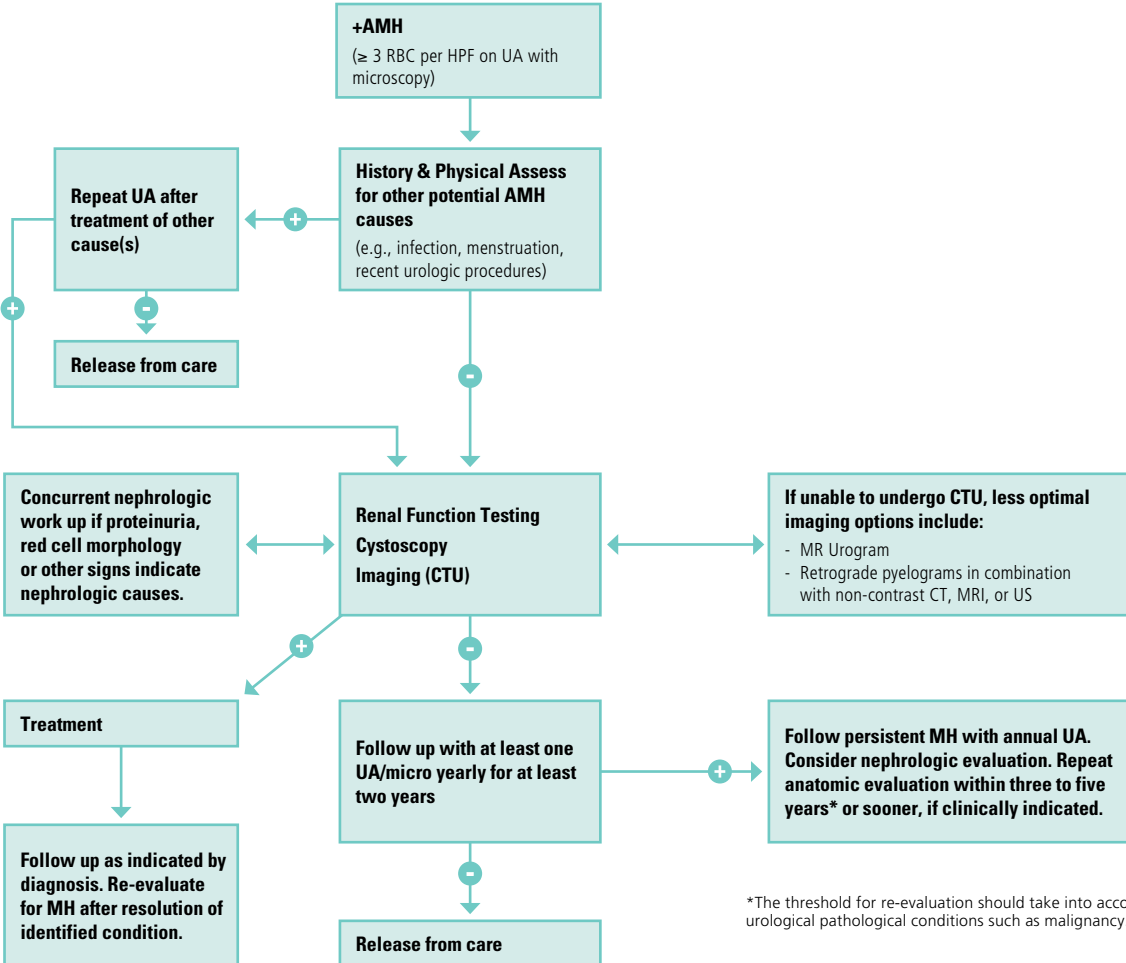 +AMH
(≥ 3 RBC per HPF on UA with
microscopy)
Repeat UA after
treatment of other
cause(s)
History & Physical Assess
for other potential AMH
causes
(e.g., infection, menstruation,
recent urologic procedures)
+
+
-
Release from care
-
Concurrent nephrologic
work up if proteinuria,
red cell morphology
or other signs indicate
nephrologic causes.
Renal Function Testing
Cystoscopy
Imaging (CTU)
If unable to undergo CTU, less optimal
imaging options include:
- MR Urogram
- Retrograde pyelograms in combination
with non-contrast CT, MRI, or US
+
-
Treatment
Follow up with at least one
UA/micro yearly for at least
two years
+
Follow persistent MH with annual UA.
Consider nephrologic evaluation. Repeat
anatomic evaluation within three to five
years* or sooner, if clinically indicated.
Follow up as indicated by
diagnosis. Re-evaluate
for MH after resolution of
identified condition.
-
Release from care
*The threshold for re-evaluation should take into
urological pathological conditions such as malignancy